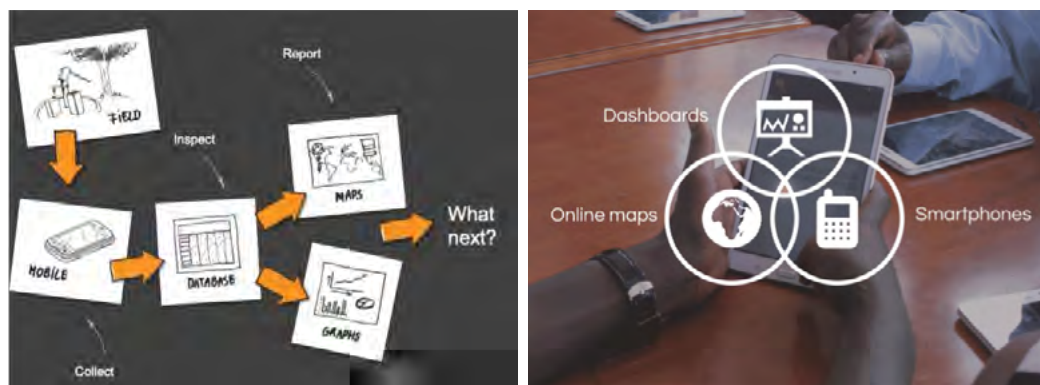 Report
FIELD
Inspect
MAPS
What
next?
MOBILE
DATABASE
GRAPHS
Collect
Dashboards
Online maps
Smartphones